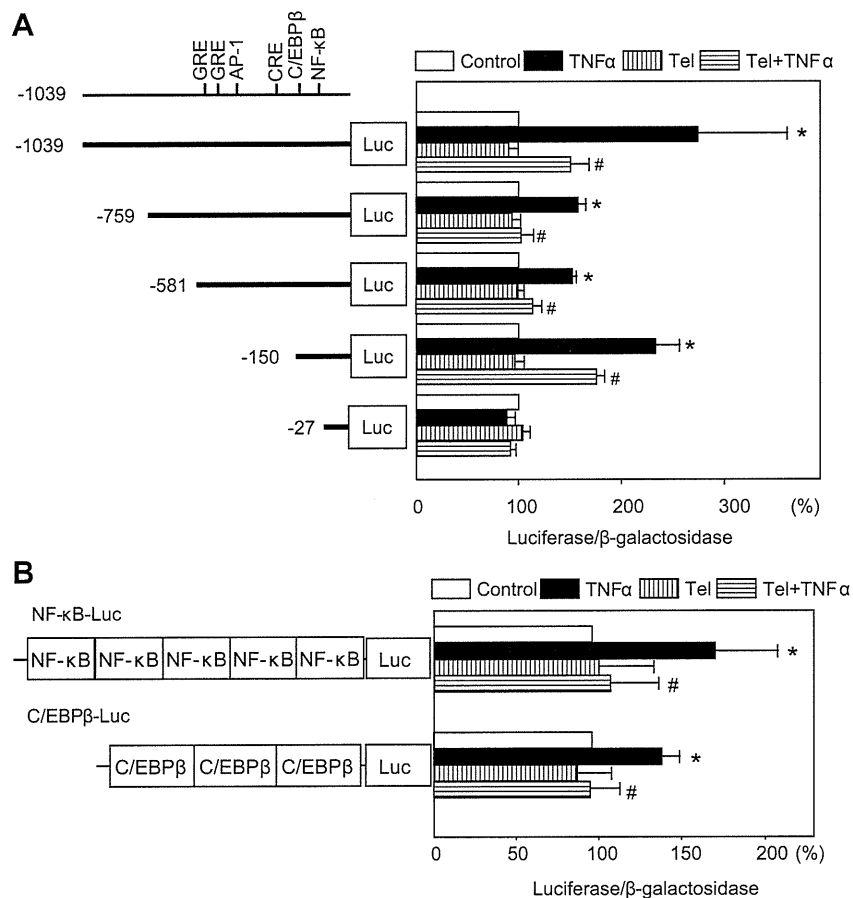 A
GRE
GRE
AP-1
CRE
C/EBPβ
NF-κB
Control TNFα Tel Tel+TNFα
-1039
-1039 Luc * #
-759 Luc * #
-581 Luc * #
-150 Luc * #
-27 Luc
0 100 200 300 (%)
Luciferase/β-galactosidase
B
Control TNFα Tel Tel+TNFα
NF-κB-Luc
NF-κB NF-κB NF-κB NF-κB NF-κB Luc * #
C/EBPβ-Luc
C/EBPβ C/EBPβ C/EBPβ Luc * #
0 50 100 150 200 (%)
Luciferase/β-galactosidase